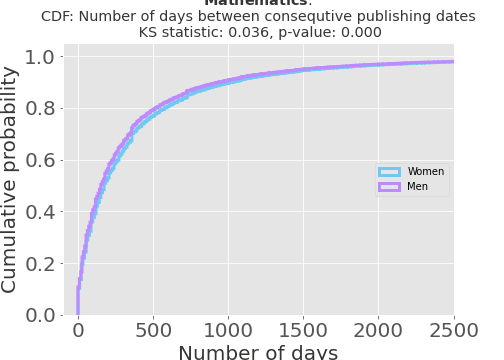 Mathematics:
CDF: Number of days between consequtive publishing dates
KS statistic: 0.036, p-value: 0.000
1.0
0.8
0.6
0.4
0.2
0.0
Cumulative probability
Women
Men
0 500 1000 1500 2000 2500
Number of days